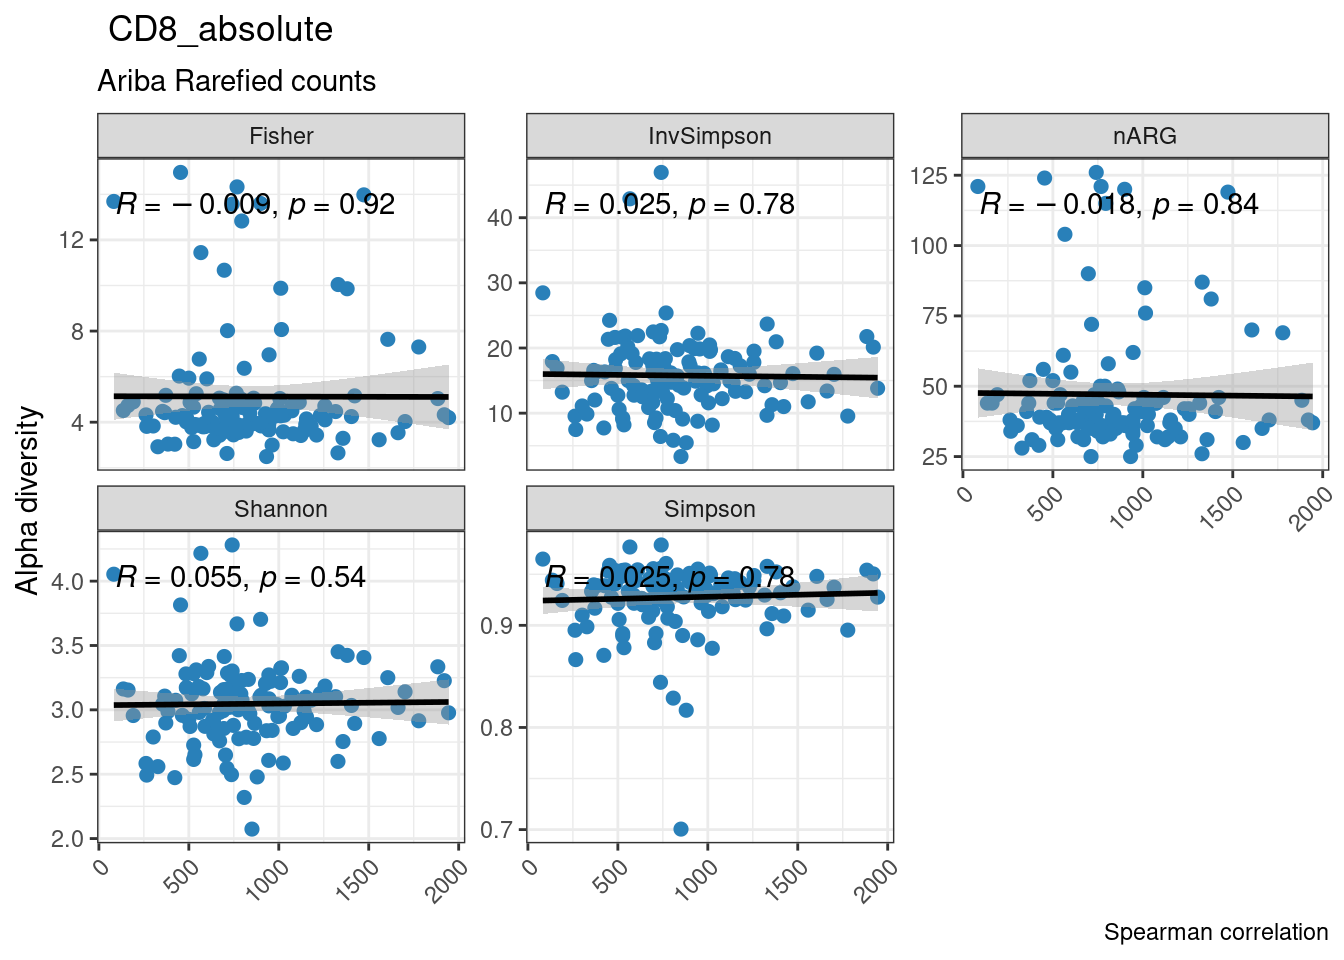 CD8_absolute
Ariba Rarefied counts
Alpha diversity
Fisher
R = −0.009, p = 0.92
12
8
4
InvSimpson
R = 0.025, p = 0.78
40
30
20
10
nARG
R = −0.018, p = 0.84
125
100
75
50
25
0
500
1000
1500
2000
Shannon
R = 0.055, p = 0.54
4.0
3.5
3.0
2.5
2.0
0
500
1000
1500
2000
Simpson
R = 0.025, p = 0.78
0.9
0.8
0.7
0
500
1000
1500
2000
Spearman correlation